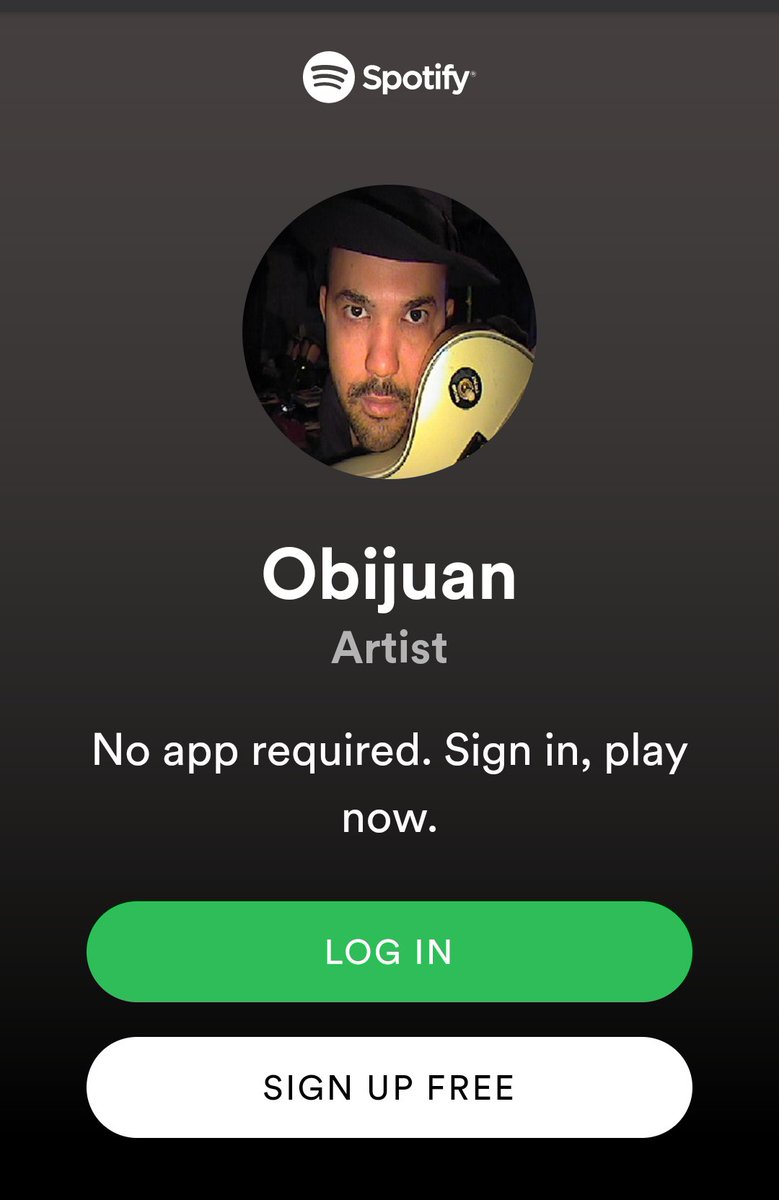 Spotify®
Obijuan
Artist
No app required. Sign in, play
now.
LOG IN
SIGN UP FREE